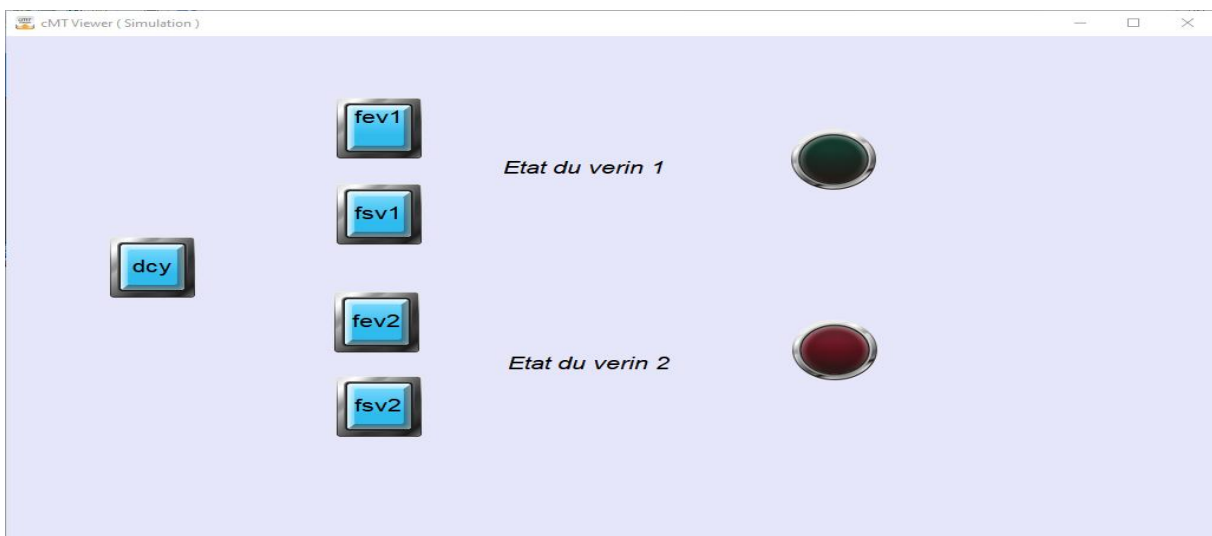 cMT Viewer ( Simulation )
fev1
Etat du verin 1
fsv1
dcy
fev2
Etat du verin 2
fsv2